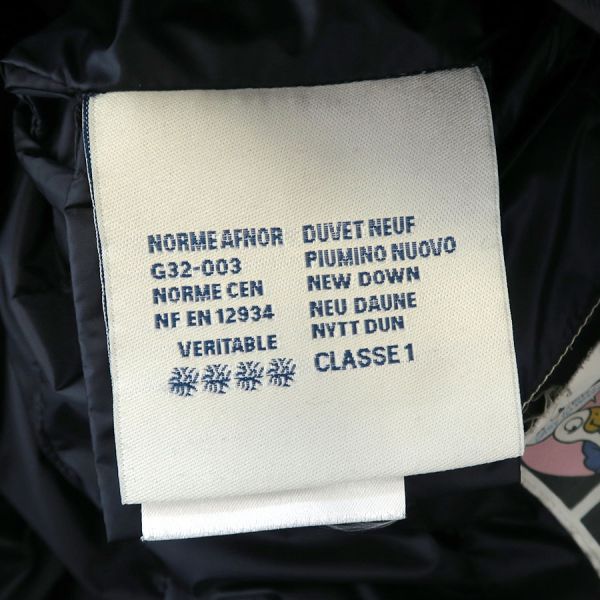 NORME AFNOR
G32-003
NORME CEN
NF EN 12934
VERITABLE
DUVET NEUF
PIUMINO NUOVO
NEW DOWN
NEU DAUNE
NYTT DUN
CLASSE 1